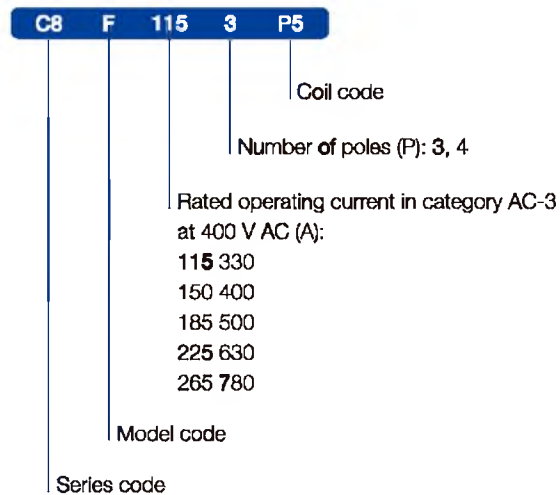 C8 F 115 3 P5
Coil code
Number of poles (P): 3, 4
Rated operating current in category AC-3
at 400 V AC (A):
115 330
150 400
185 500
225 630
265 780
Model code
Series code